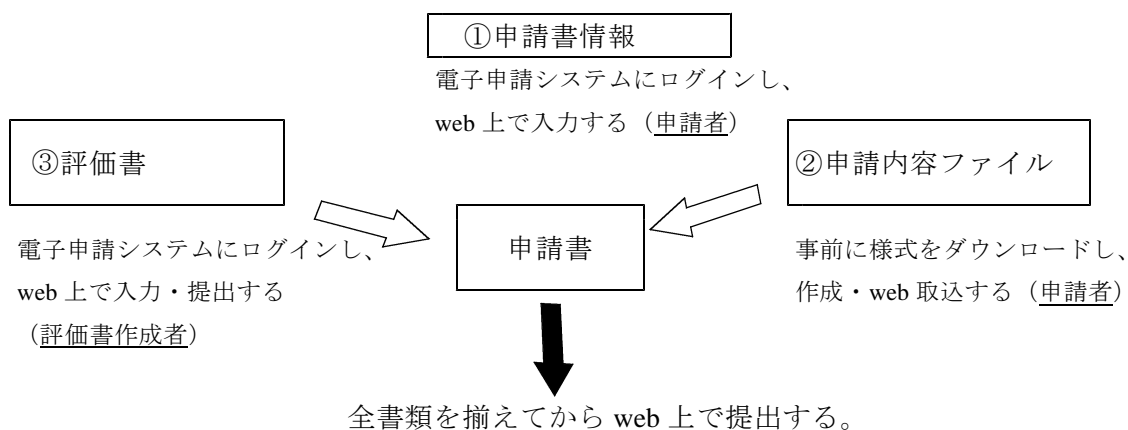 ①申請書情報
電子申請システムにログインし、
web 上で入力する（申請者）
③評価書
電子申請システムにログインし、
web 上で入力・提出する
（評価書作成者）
申請書
②申請内容ファイル
事前に様式をダウンロードし、
作成・web 取込する（申請者）
全書類を揃えてから web 上で提出する。